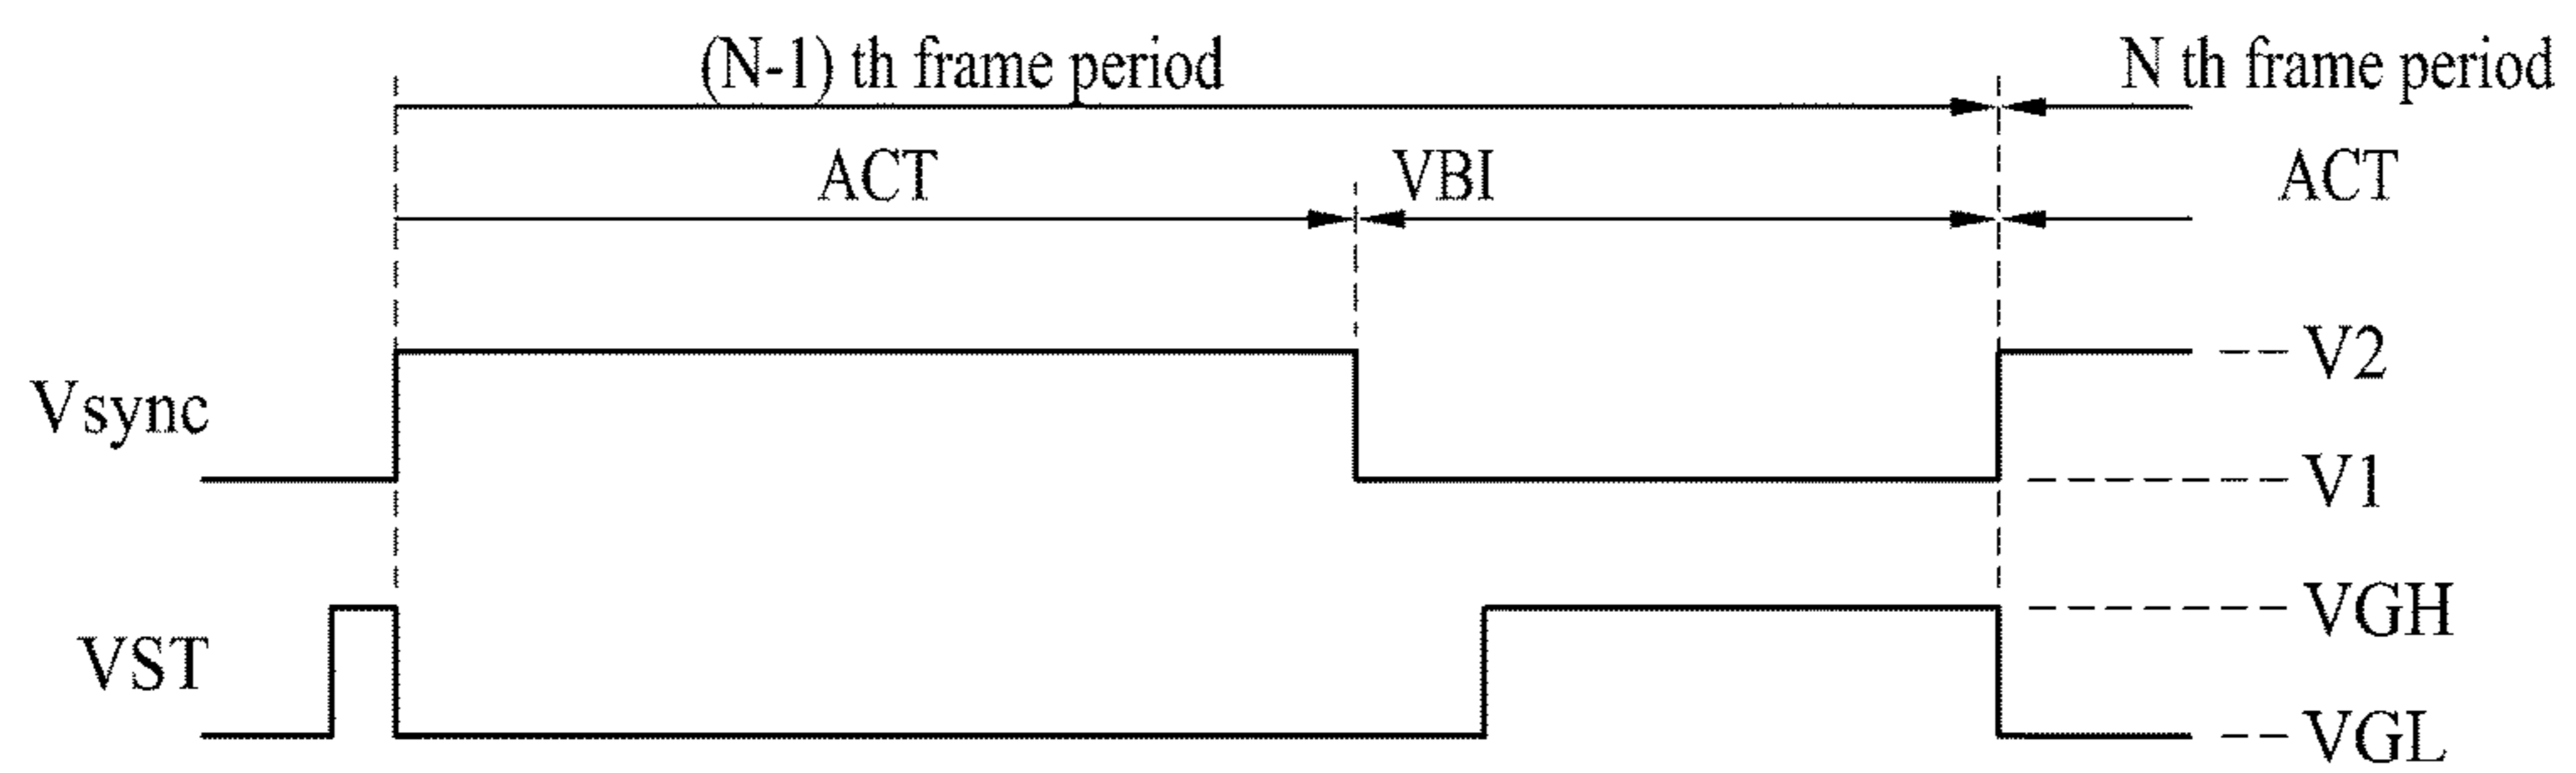 (N-1) th frame period N th frame period
ACT VBI ACT
V2
Vsync
V1
VGH
VST
VGL